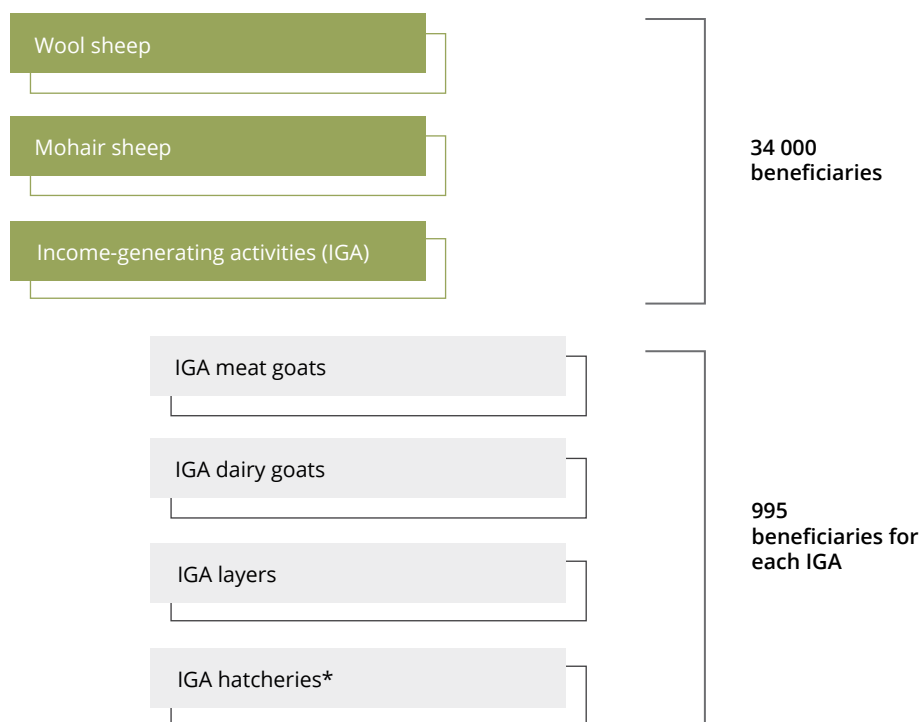 Wool sheep
Mohair sheep
34 000
beneficiaries
Income-generating activities (IGA)
IGA meat goats
IGA dairy goats
995
beneficiaries for
each IGA
IGA layers
IGA hatcheries*